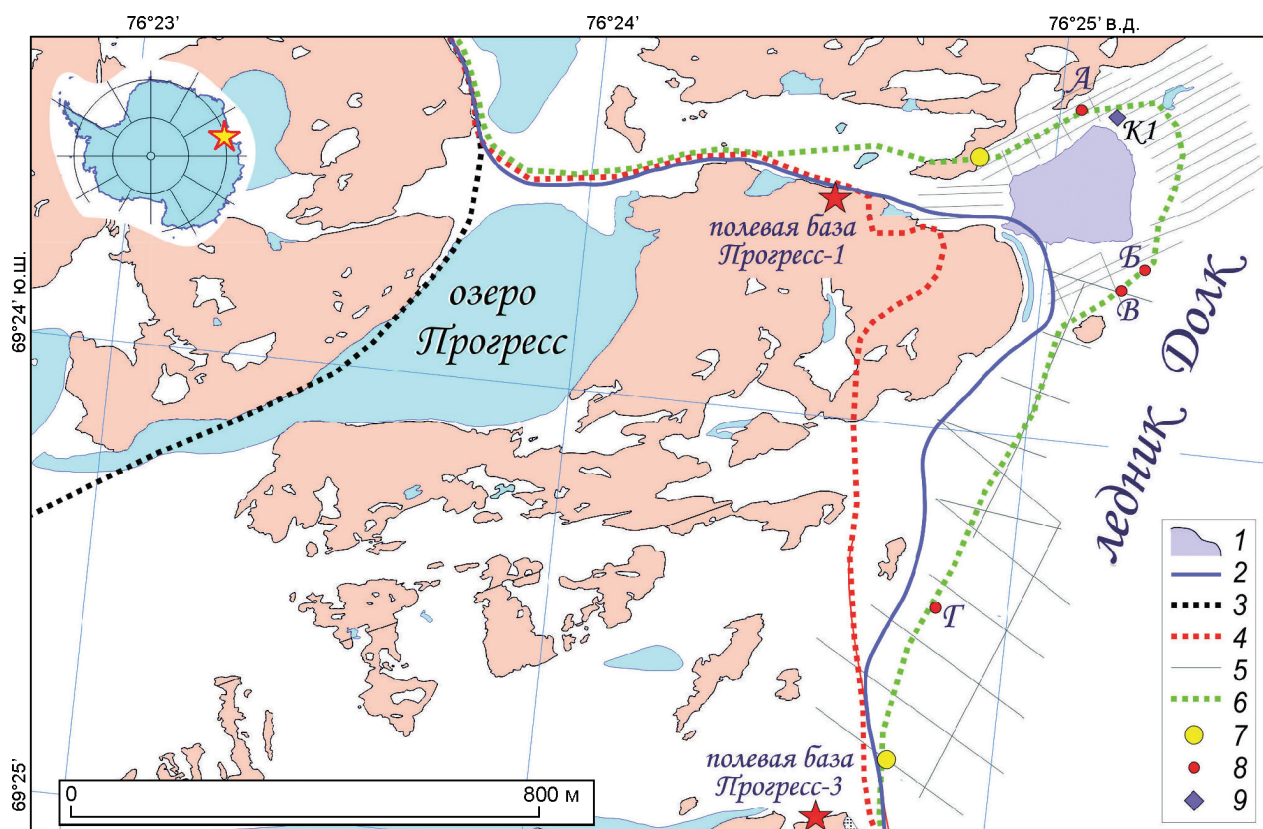 76°23'
76°24'
76°25' в.д.
А
К1
полевая база
Прогресс-1
Б
В
69°24' ю.ш.
озеро
Прогресс
ледник Долк
Г
1
2
3
4
5
6
7
8
9
полевая база
Прогресс-3
69°25'
0
800 м